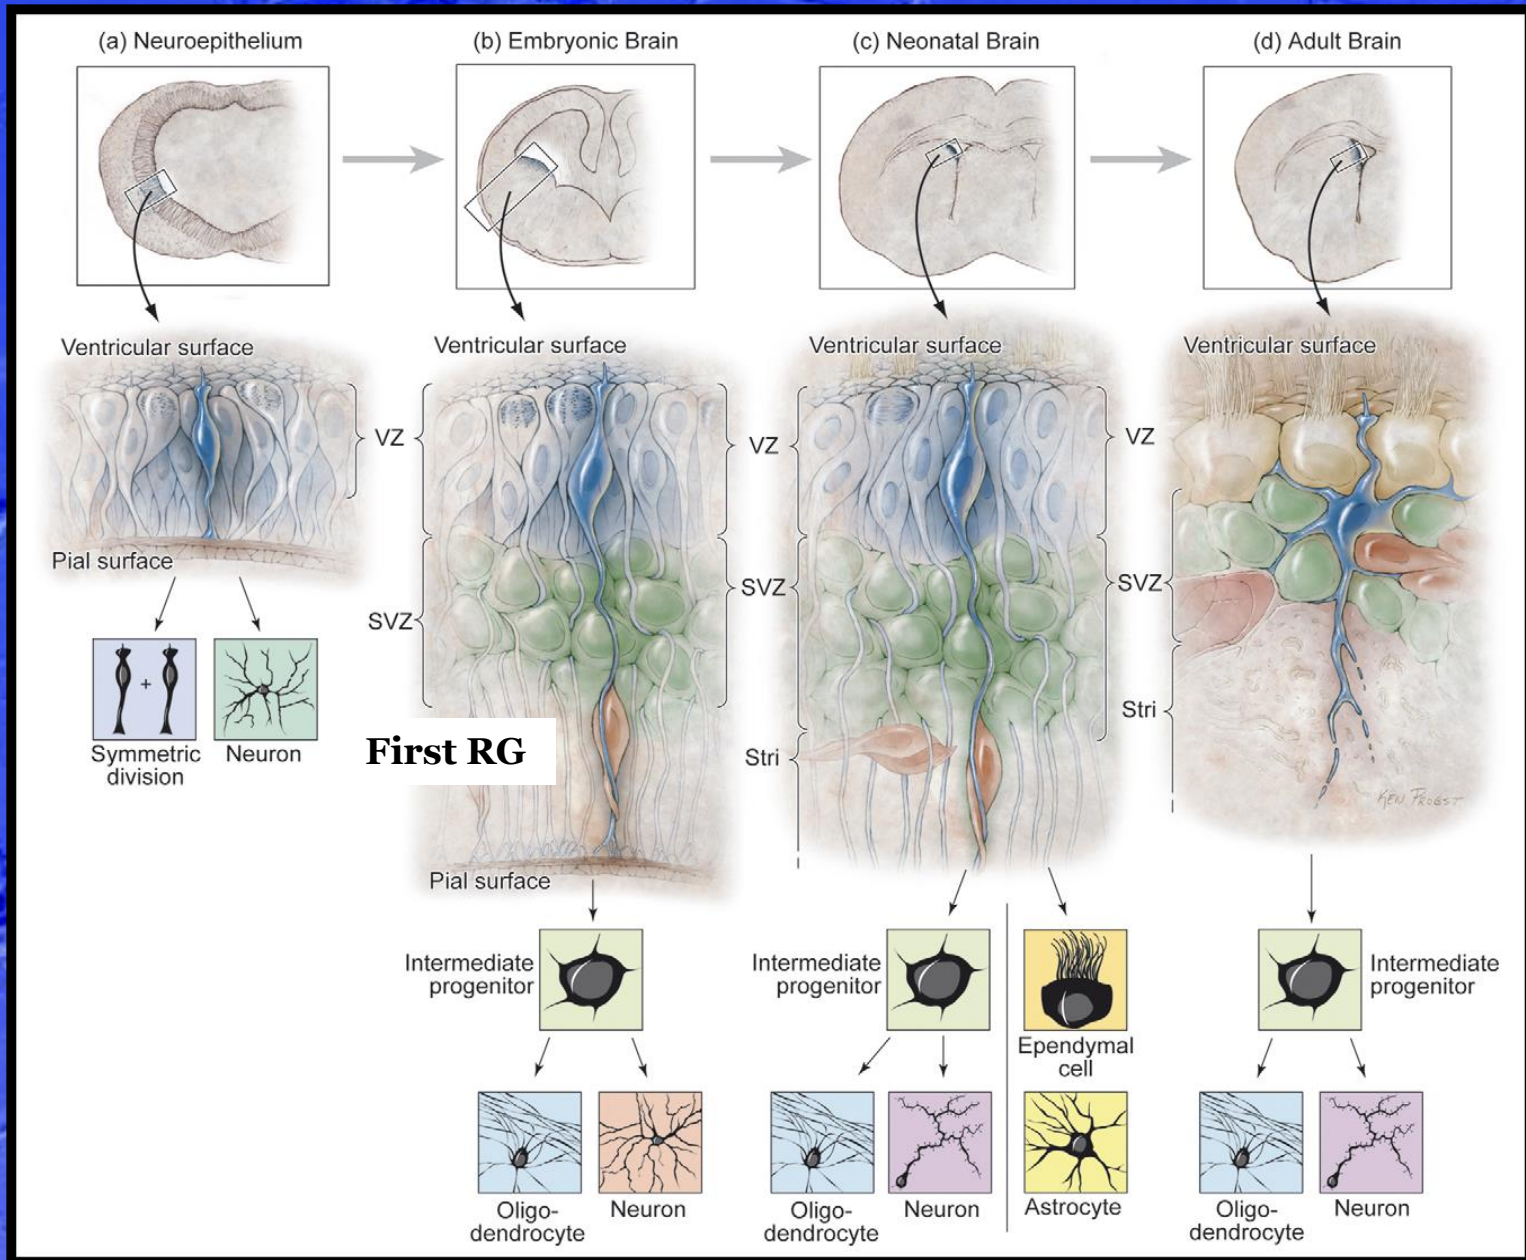 (a) Neuroepithelium
(b) Embryonic Brain
(c) Neonatal Brain
(d) Adult Brain
Ventricular surface
Ventricular surface
Ventricular surface
Ventricular surface
VZ
VZ
VZ
Pial surface
SVZ
SVZ
SVZ
Symmetric
division
Neuron
First RG
Stri
Stri
KEN PROBST
Pial surface
Intermediate
progenitor
Intermediate
progenitor
Ependymal
cell
Intermediate
progenitor
Oligo-
dendrocyte
Neuron
Oligo-
dendrocyte
Neuron
Astrocyte
Oligo-
dendrocyte
Neuron
+